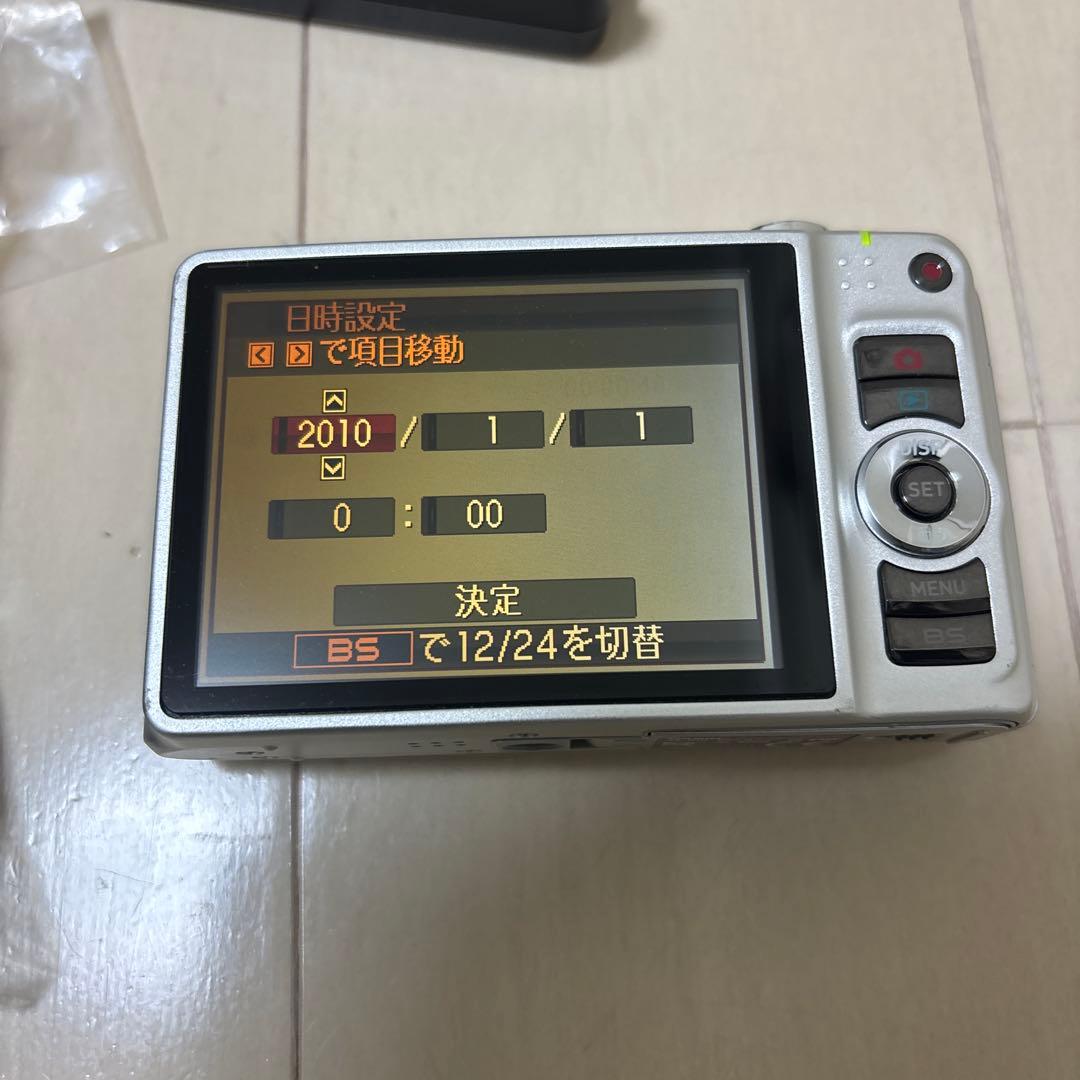 日時設定
で項目移動
2010 / 1 / 1
0 : 00
決定
BS で12/24を切替
DISP
SET
MENU
BS